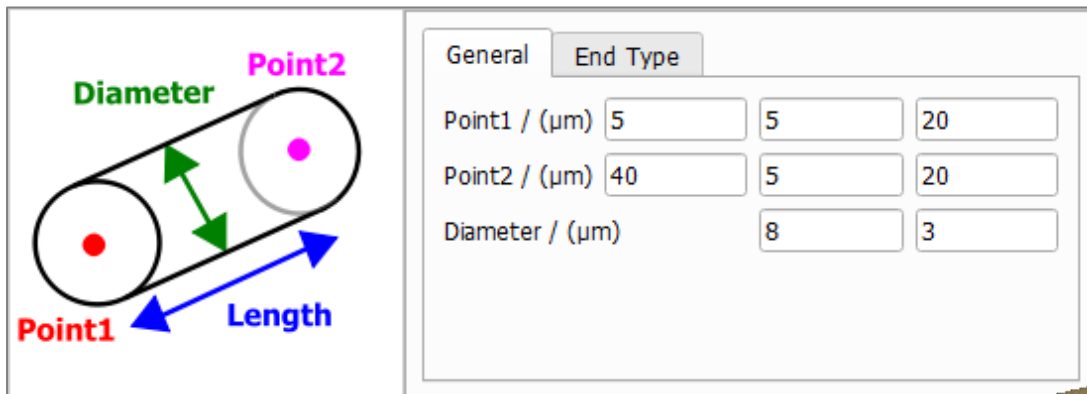 Point2
Diameter
Length
Point1
General End Type
Point1 / (µm) 5 5 20
Point2 / (µm) 40 5 20
Diameter / (µm) 8 3